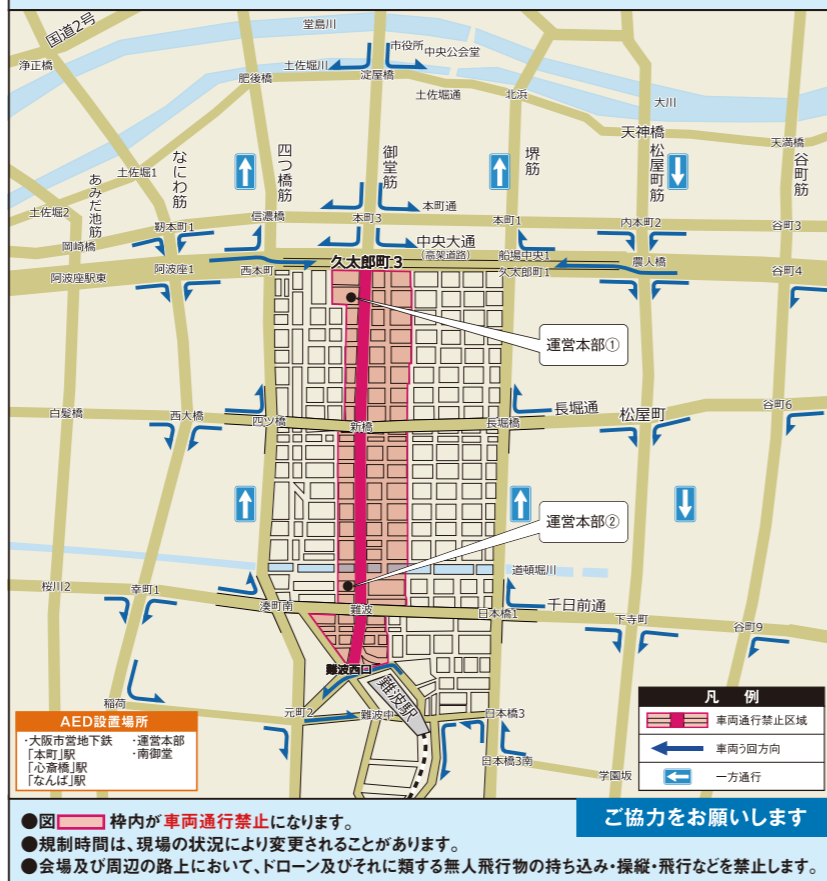 堂島川
国道2号
市役所
中央公会堂
浄正橋
土佐堀川
肥後橋
淀屋橋
土佐堀通
北浜
大川
天神橋
天満橋
四つ橋筋
御堂筋
堺筋
松屋町筋
谷町筋
なにわ筋
土佐堀1
あみだ池筋
土佐堀2
本町通
靱本町1
信濃橋
本町3
本町1
内本町2
谷町3
岡崎橋
中央大通
(高架道路)
船場中央1
久太郎町3
阿波座駅東
阿波座1
西本町
久太郎町1
農人橋
谷町4
運営本部①
長堀通
松屋町
谷町6
白髪橋
西大橋
四ツ橋
新橋
長堀橋
運営本部②
道頓堀川
桜川2
幸町1
湊町南
難波
日本橋1
千日前通
下寺町
谷町9
難波西口
難波駅
稲荷
元町2
難波中
日本橋3
日本橋3南
学園坂
AED設置場所
・大阪市営地下鉄 ・運営本部
「本町」駅 ・南御堂
「心斎橋」駅
「なんば」駅
凡 例
車両通行禁止区域
車両う回方向
一方通行
●図 枠内が車両通行禁止になります。
ご協力をお願いします
●規制時間は、現場の状況により変更されることがあります。
●会場及び周辺の路上において、ドローン及びそれに類する無人飛行物の持ち込み・操縦・飛行などを禁止します。